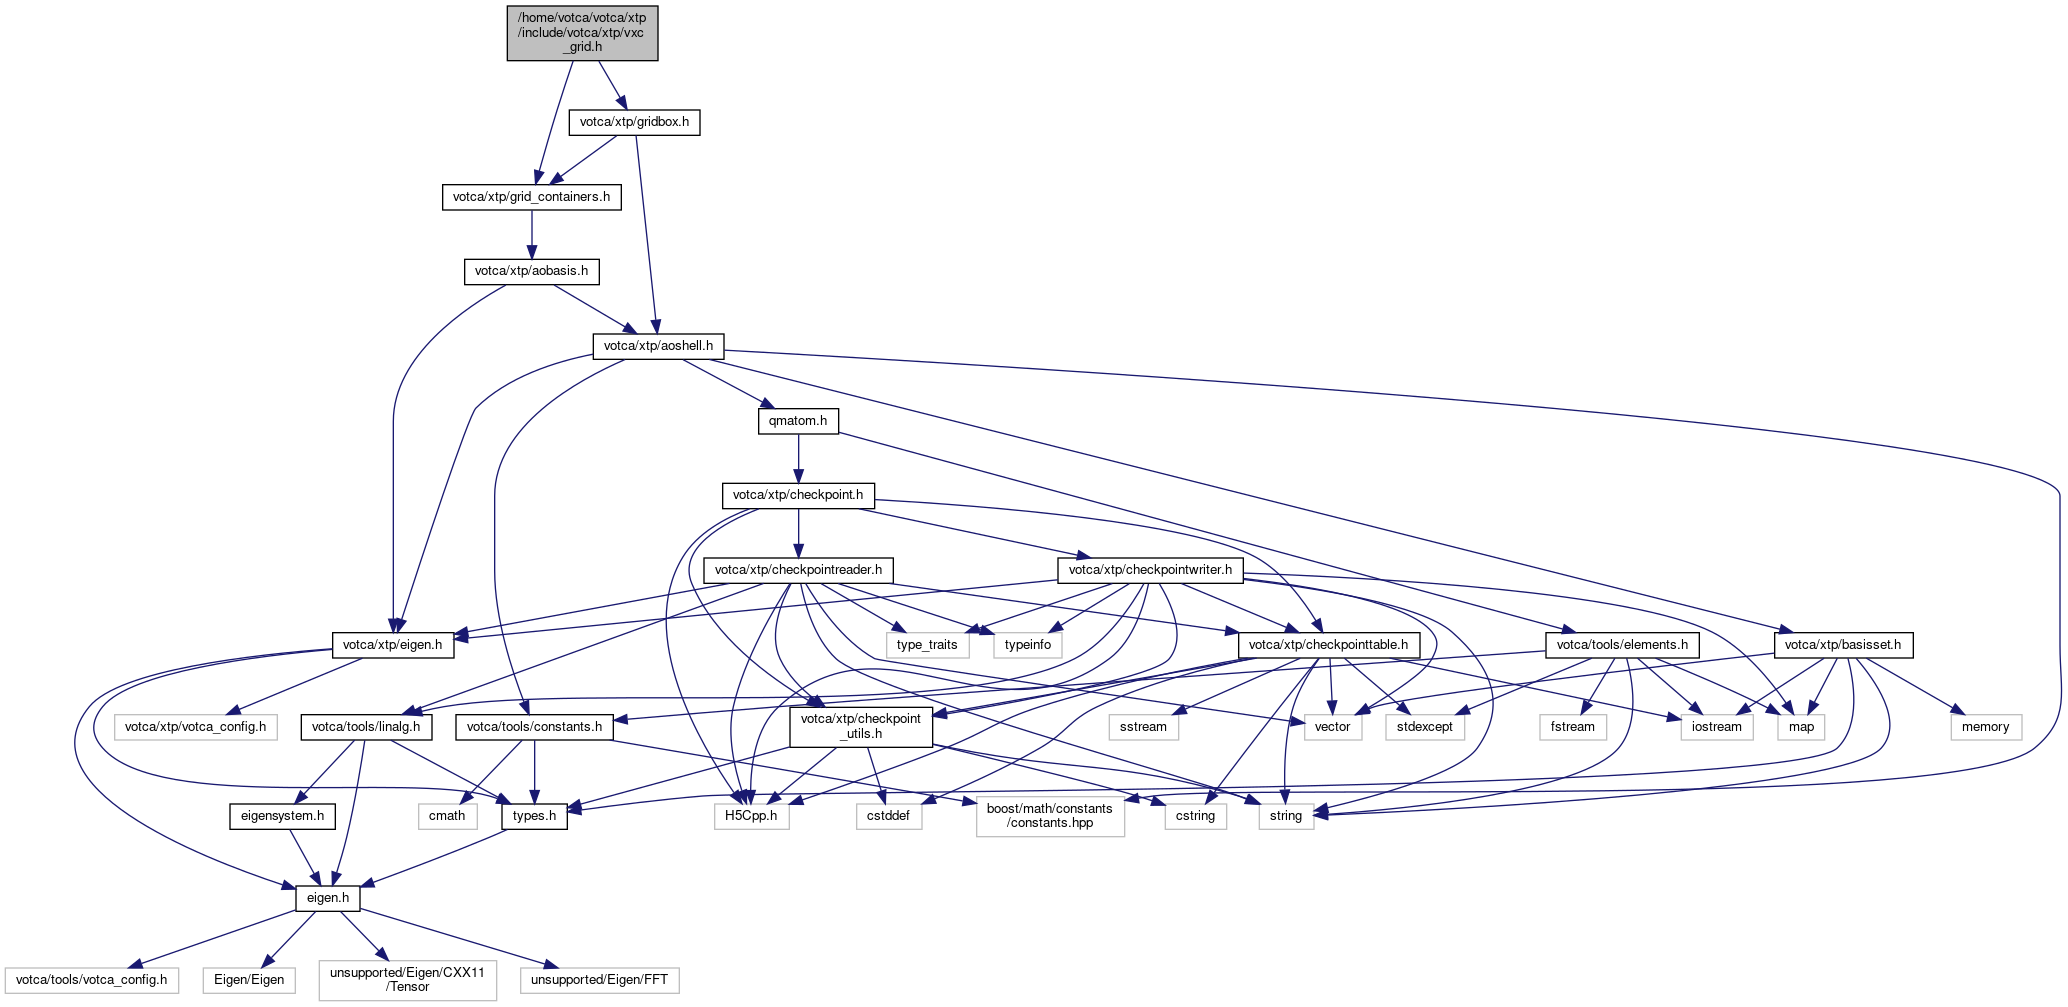 /home/votca/votca/xtp
/include/votca/xtp/vxc
_grid.h
votca/xtp/gridbox.h
votca/xtp/grid_containers.h
votca/xtp/aobasis.h
votca/xtp/aoshell.h
qmatom.h
votca/xtp/checkpoint.h
votca/xtp/checkpointreader.h
votca/xtp/checkpointwriter.h
votca/xtp/eigen.h
type_traits
typeinfo
votca/xtp/checkpointtable.h
votca/tools/elements.h
votca/xtp/basisset.h
votca/xtp/votca_config.h
votca/tools/linalg.h
votca/tools/constants.h
votca/xtp/checkpoint
_utils.h
sstream
vector
stdexcept
fstream
iostream
map
memory
eigensystem.h
cmath
types.h
H5Cpp.h
cstddef
boost/math/constants
/constants.hpp
cstring
string
eigen.h
votca/tools/votca_config.h
Eigen/Eigen
unsupported/Eigen/CXX11
/Tensor
unsupported/Eigen/FFT